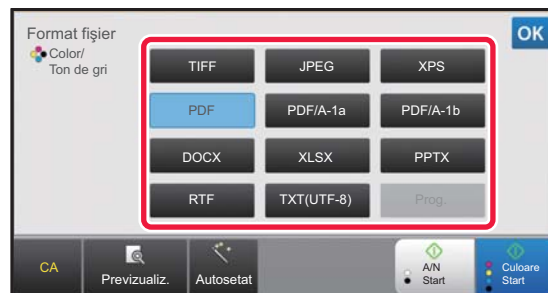 Format fișier
OK
Color/
Ton de gri
TIFF
JPEG
XPS
PDF
PDF/A-1a
PDF/A-1b
DOCX
XLSX
PPTX
RTF
TXT(UTF-8)
Prog.
CA
Previzualiz.
Autosetat
A/N
Start
Culoare
Start